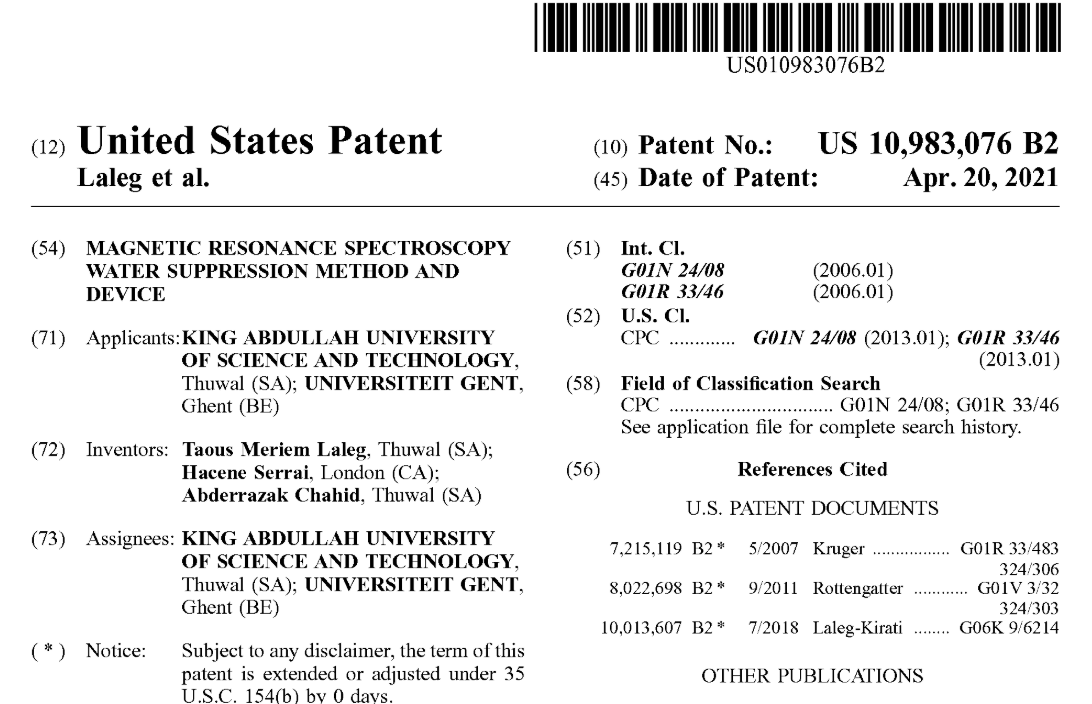 US010983076B2
(12) United States Patent
Laleg et al.
(10) Patent No.: US 10,983,076 B2
(45) Date of Patent: Apr. 20, 2021
(54) MAGNETIC RESONANCE SPECTROSCOPY
WATER SUPPRESSION METHOD AND
DEVICE
(71) Applicants: KING ABDULLAH UNIVERSITY
OF SCIENCE AND TECHNOLOGY,
Thuwal (SA); UNIVERSITEIT GENT,
Ghent (BE)
(72) Inventors: Taous Meriem Laleg, Thuwal (SA);
Hacene Serrai, London (CA);
Abderrazak Chahid, Thuwal (SA)
(73) Assignees: KING ABDULLAH UNIVERSITY
OF SCIENCE AND TECHNOLOGY,
Thuwal (SA); UNIVERSITEIT GENT,
Ghent (BE)
( * ) Notice: Subject to any disclaimer, the term of this
patent is extended or adjusted under 35
U.S.C. 154(b) by 0 days.
(51) Int. Cl.
G01N 24/08 (2006.01)
G01R 33/46 (2006.01)
(52) U.S. Cl.
CPC ............. G01N 24/08 (2013.01); G01R 33/46
(2013.01)
(58) Field of Classification Search
CPC ................................ G01N 24/08; G01R 33/46
See application file for complete search history.
(56) References Cited
U.S. PATENT DOCUMENTS
7,215,119 B2 * 5/2007 Kruger ................. G01R 33/483
324/306
8,022,698 B2 * 9/2011 Rottengatter ............ G01V 3/32
324/303
10,013,607 B2 * 7/2018 Laleg-Kirati ........ G06K 9/6214
OTHER PUBLICATIONS